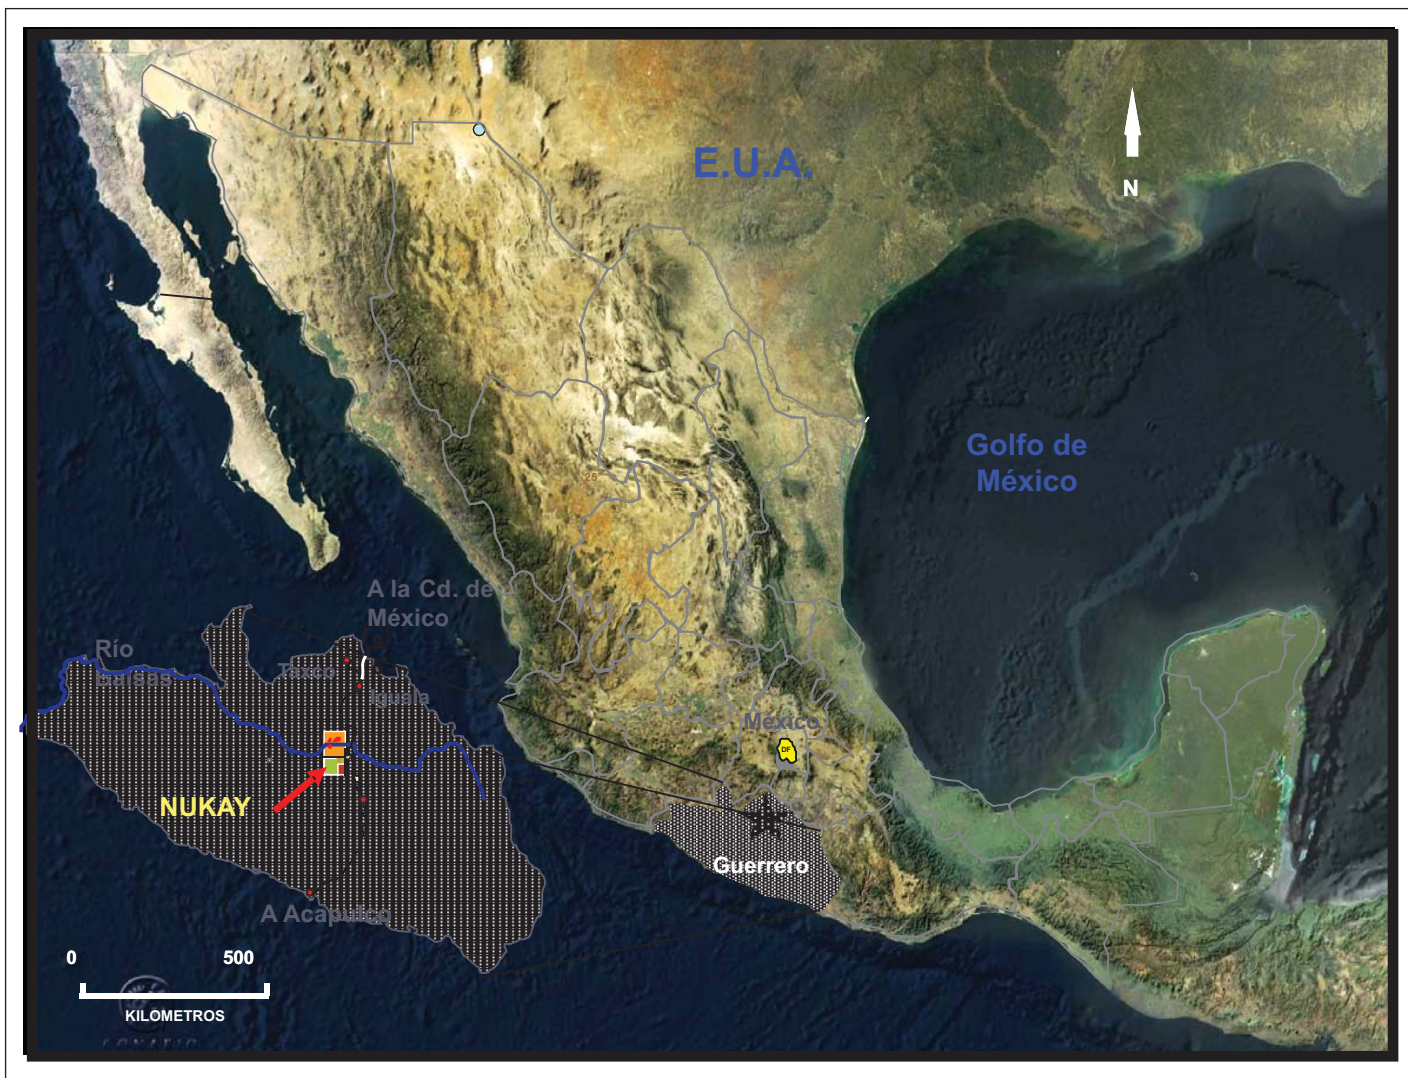 E.U.A.
N
Golfo de
México
25
A la Cd. de
México
Río
Balsas
Taxco
Iguala
México
DF
NUKAY
Guerrero
A Acapulco
0 500
KILOMETROS